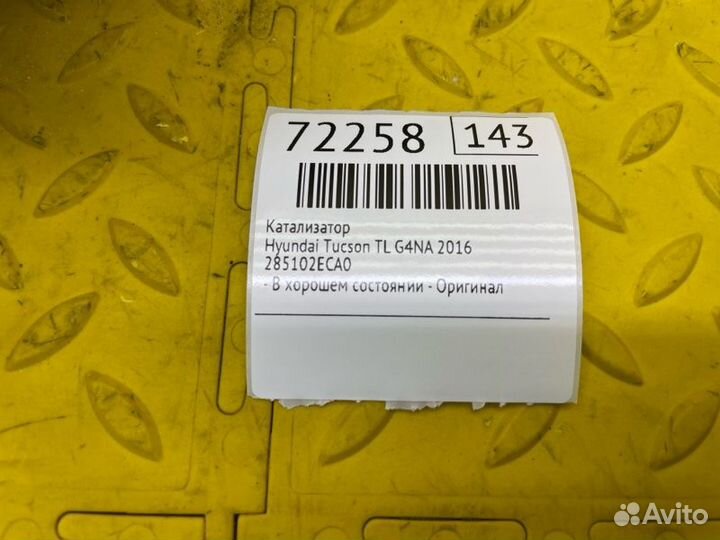 72258 143
Катализатор
Hyundai Tucson TL G4NA 2016
285102ECA0
- В хорошем состоянии - Оригинал
Avito